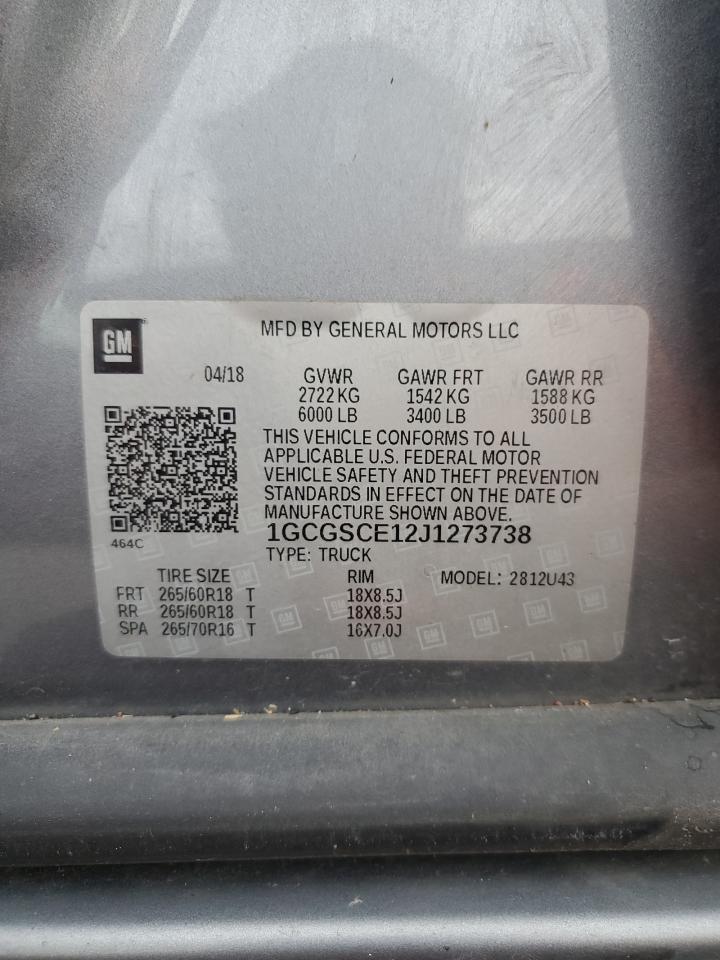 GM
MFD BY GENERAL MOTORS LLC
04/18 GVWR GAWR FRT GAWR RR
2722 KG 1542 KG 1588 KG
6000 LB 3400 LB 3500 LB
THIS VEHICLE CONFORMS TO ALL
APPLICABLE U.S. FEDERAL MOTOR
VEHICLE SAFETY AND THEFT PREVENTION
STANDARDS IN EFFECT ON THE DATE OF
MANUFACTURE SHOWN ABOVE.
1GCGSCE12J1273738
464C
TYPE: TRUCK
TIRE SIZE RIM MODEL: 2812U43
FRT 265/60R18 T 18X8.5J
RR 265/60R18 T 18X8.5J
SPA 265/70R16 T 16X7.0J